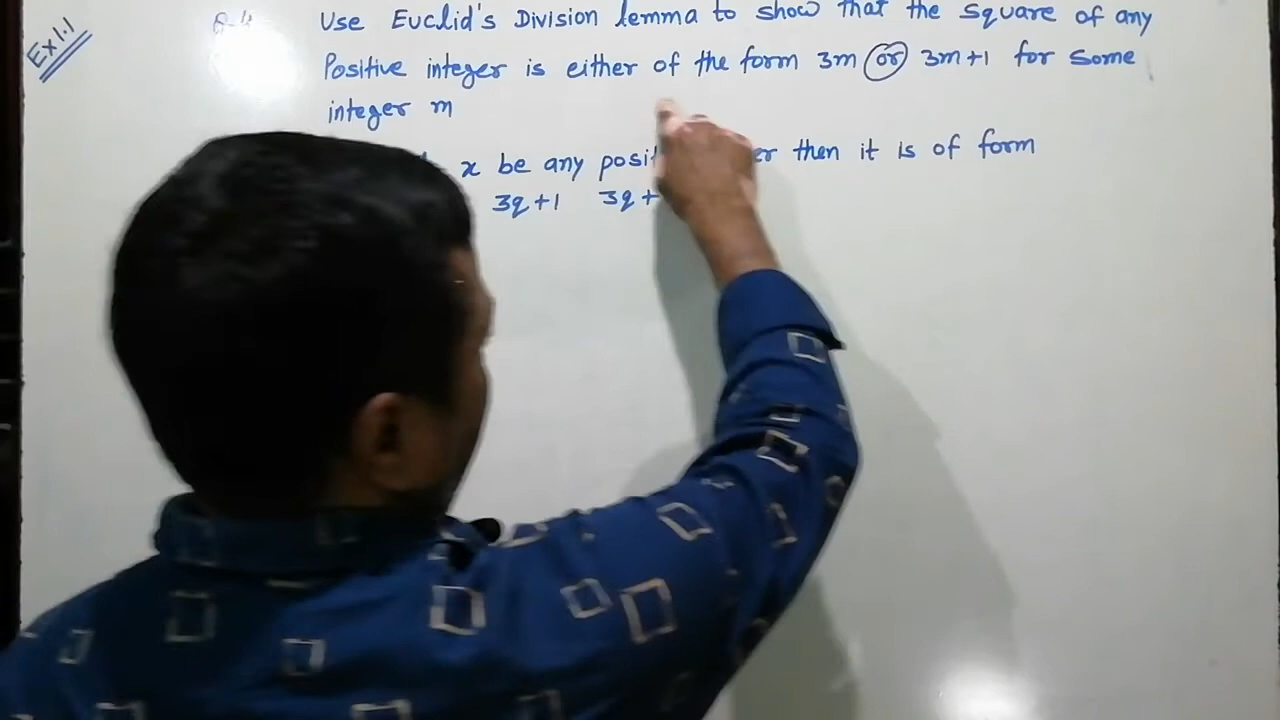 Ex 1.1
Use Euclid's Division lemma to show that the square of any
Positive integer is either of the form 3m or 3m+1 for some
integer m
x be any posit er then it is of form
3q+1 3q+